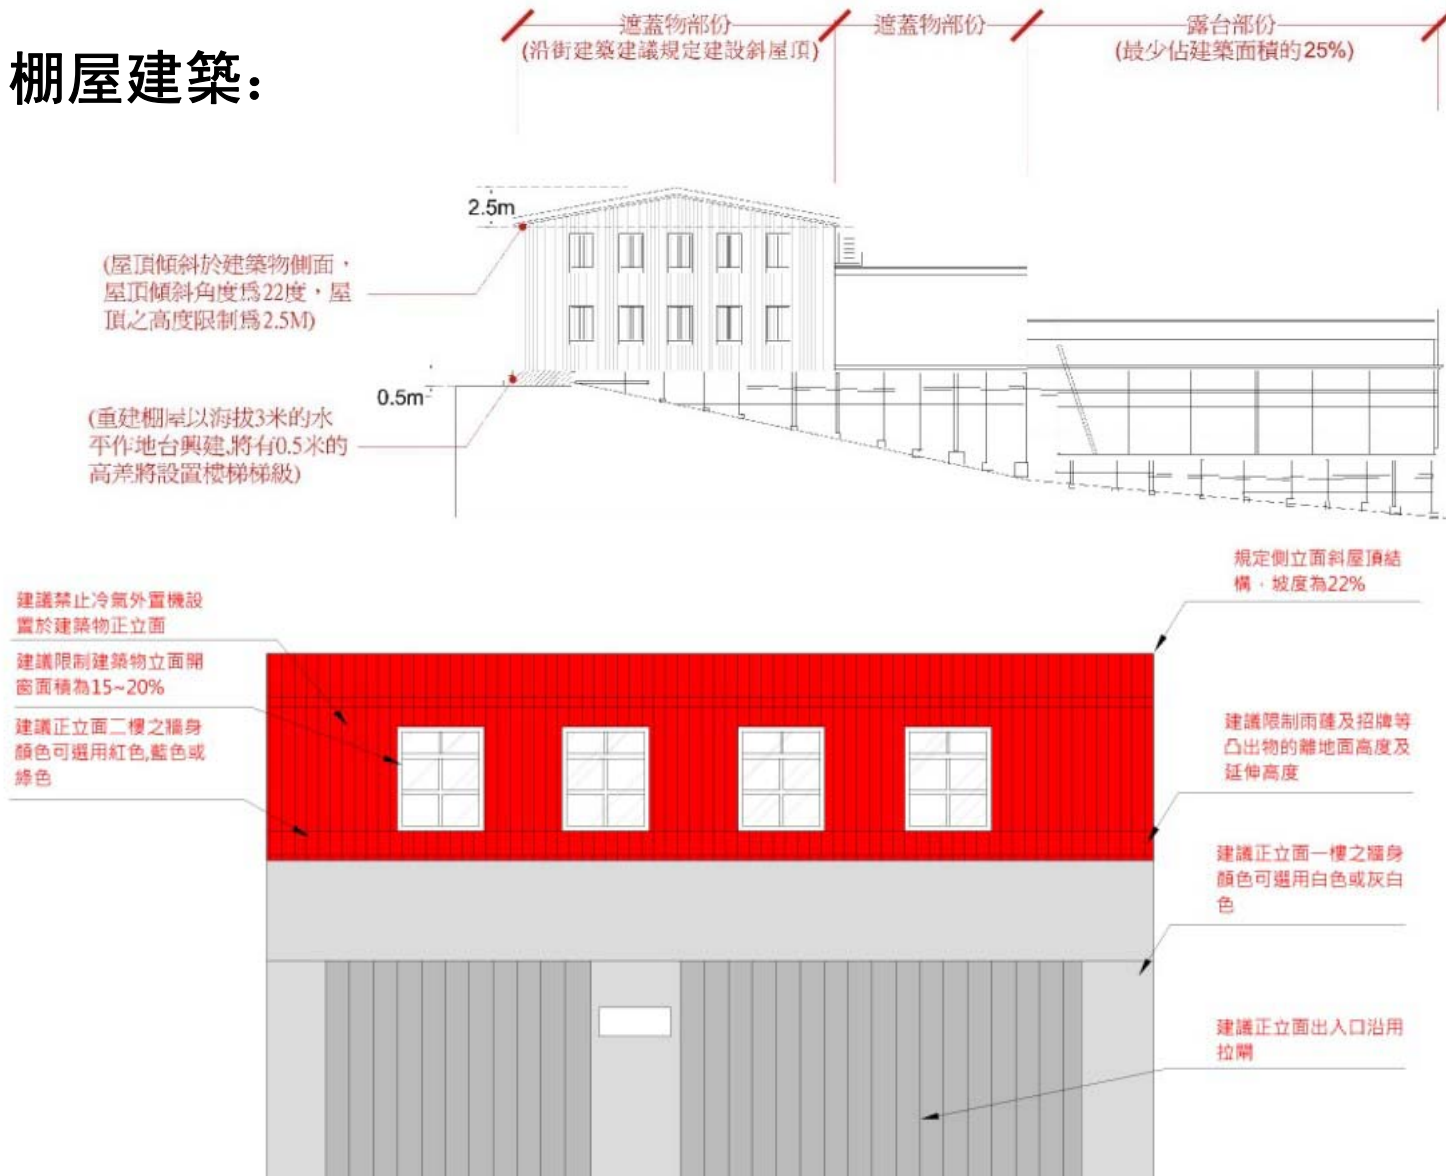 棚屋建築:
遮蓋物部份
(沿街建築建議規定建設斜屋頂)
遮蓋物部份
露台部份
(最少佔建築面積的25%)
2.5m
(屋頂傾斜於建築物側面，
屋頂傾斜角度爲22度，屋
頂之高度限制爲2.5M)
0.5m
(重建棚屋以海拔3米的水
平作地台興建,將有0.5米的
高差將設置樓梯梯級)
規定側立面斜屋頂結
構，坡度為22%
建議禁止冷氣外置機設
置於建築物正立面
建議限制建築物立面開
窗面積為15~20%
建議正立面二樓之牆身
顏色可選用紅色,藍色或
綠色
建議限制雨蓬及招牌等
凸出物的離地面高度及
延伸高度
建議正立面一樓之牆身
顏色可選用白色或灰白
色
建議正立面出入口沿用
拉閘